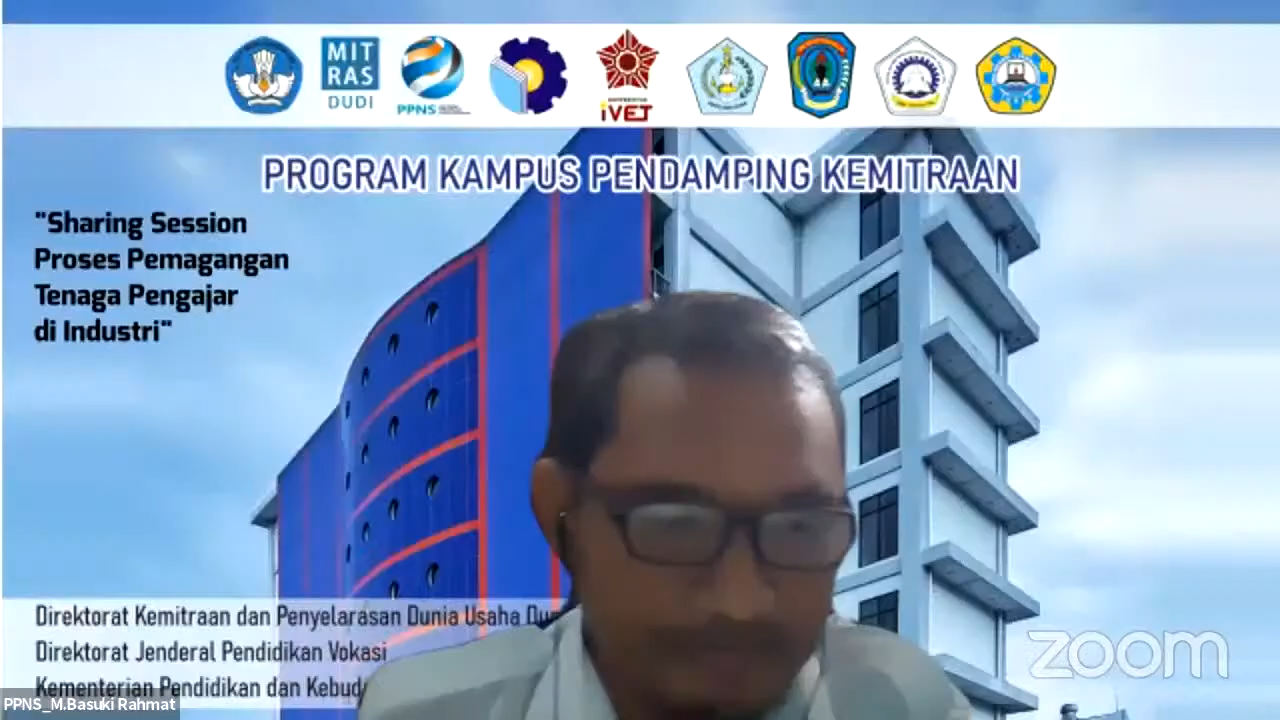 MIT
RAS
DUDI
PPNS
iVET
PROGRAM KAMPUS PENDAMPING KEMITRAAN
"Sharing Session
Proses Pemagangan
Tenaga Pengajar
di Industri"
Direktorat Kemitraan dan Penyelarasan Dunia Usaha
Direktorat Jenderal Pendidikan Vokasi
Kementerian Pendidikan dan
zoom
PPNS_M.Basuki Rahmat